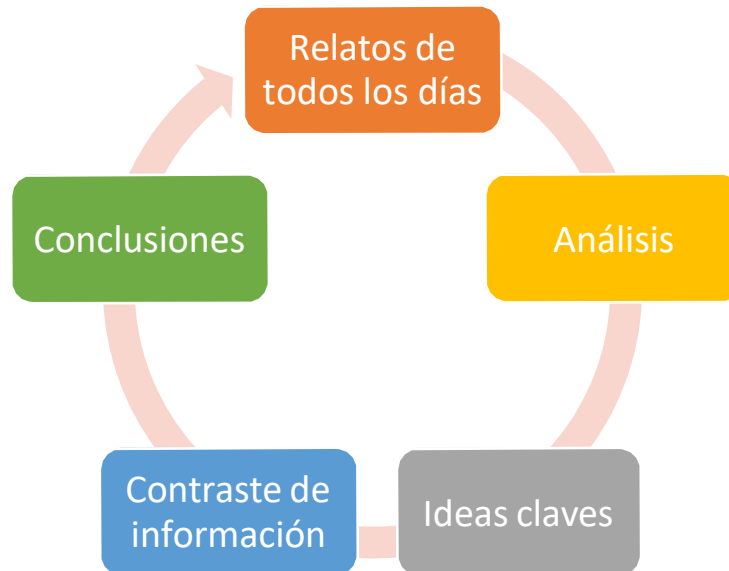 Relatos de
todos los días
Análisis
Ideas claves
Contraste de
información
Conclusiones